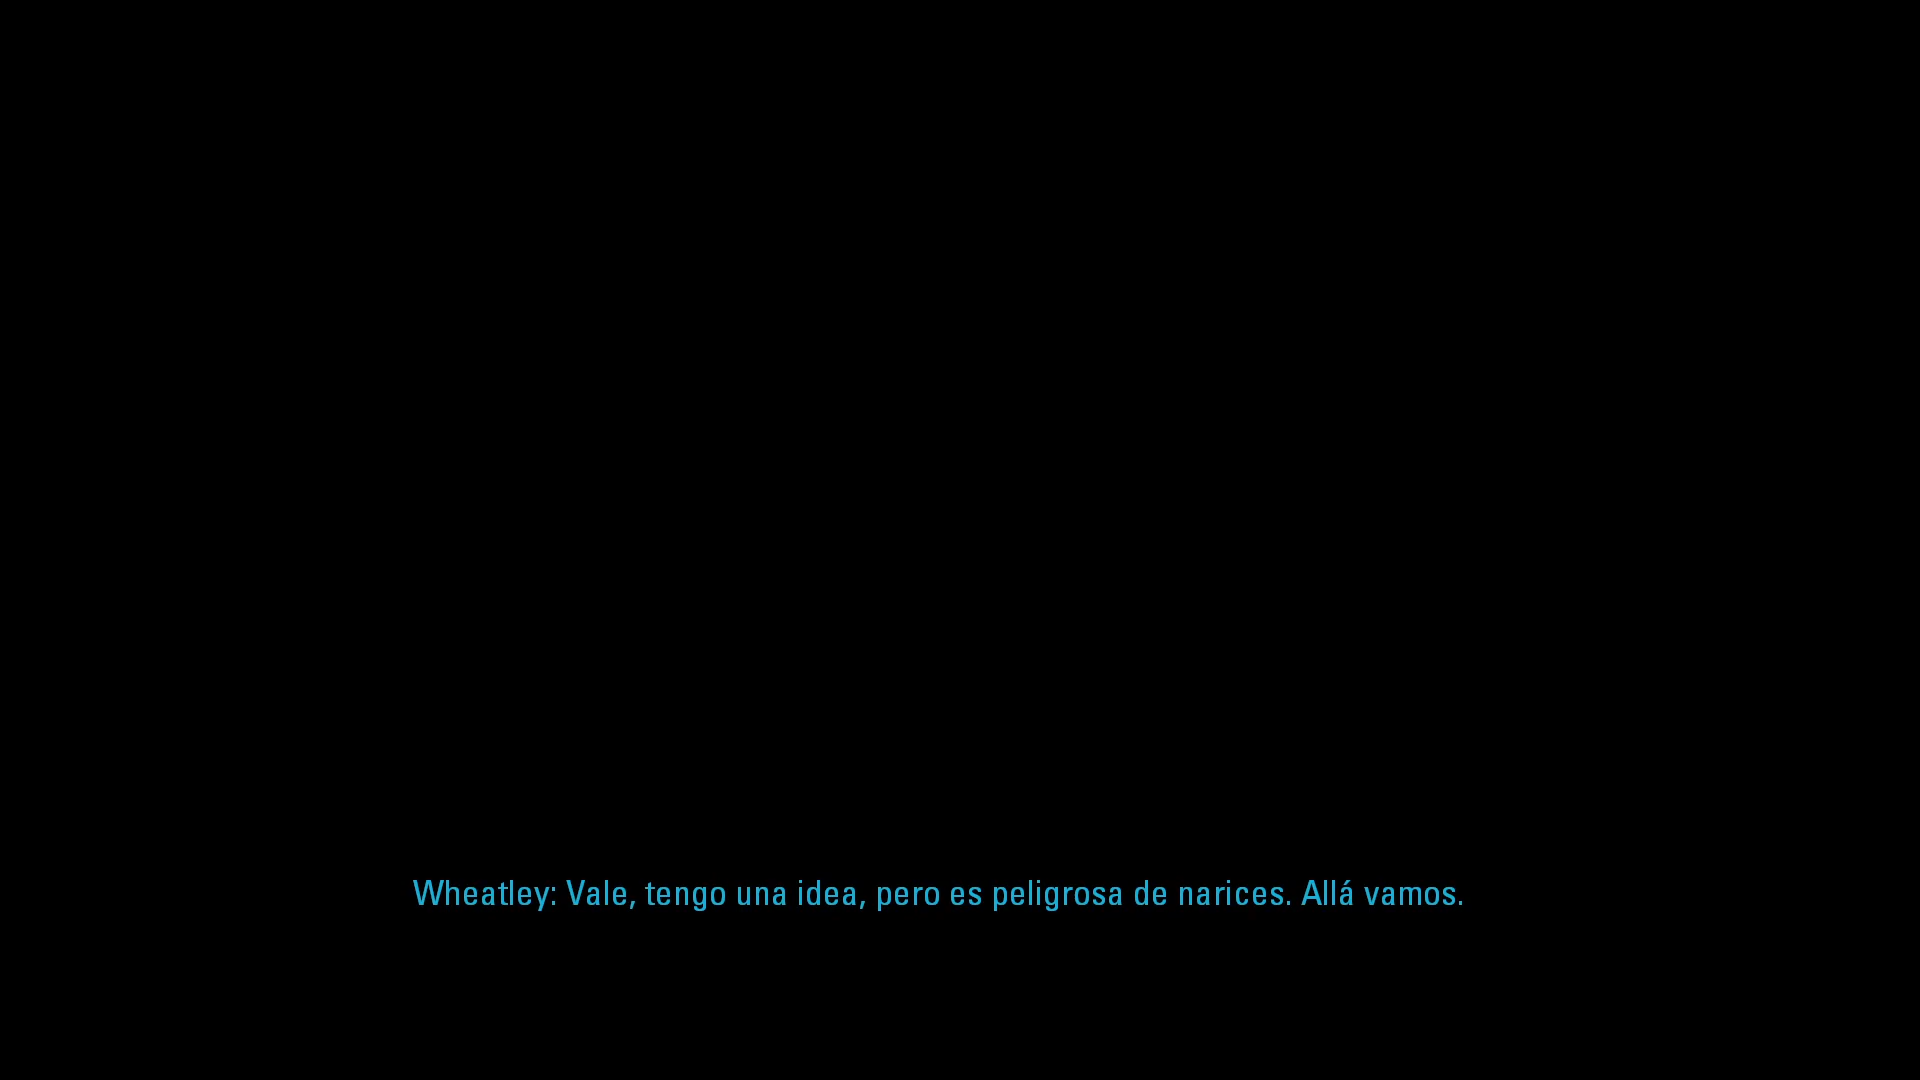 Wheatley: Vale, tengo una idea, pero es peligrosa de narices. Allá vamos.